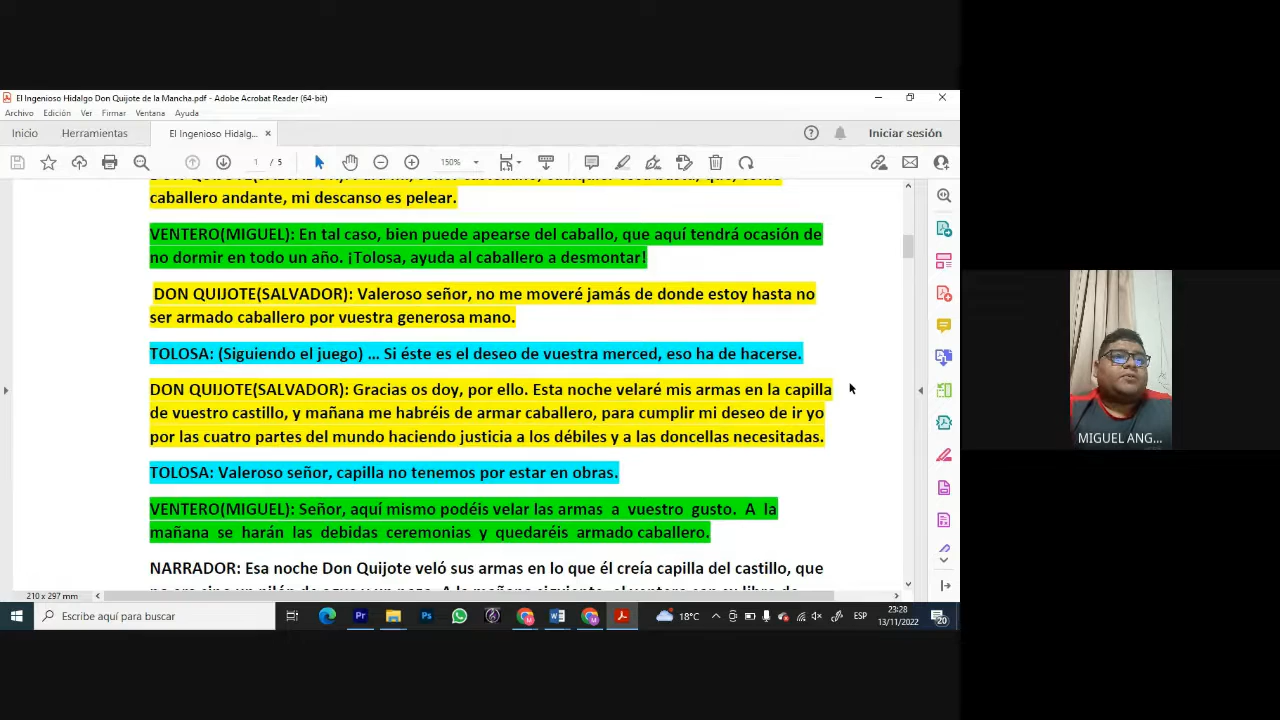 El Ingenioso Hidalgo Don Quijote de la Mancha.pdf - Adobe Acrobat Reader (64-bit)
Archivo Edición Ver Firmar Ventana Ayuda
Inicio Herramientas El Ingenioso Hidalg... × Iniciar sesión
1 / 5 150%
caballero andante, mi descanso es pelear.
VENTERO(MIGUEL): En tal caso, bien puede apearse del caballo, que aquí tendrá ocasión de
no dormir en todo un año. ¡Tolosa, ayuda al caballero a desmontar!
DON QUIJOTE(SALVADOR): Valeroso señor, no me moveré jamás de donde estoy hasta no
ser armado caballero por vuestra generosa mano.
TOLOSA: (Siguiendo el juego) … Si éste es el deseo de vuestra merced, eso ha de hacerse.
DON QUIJOTE(SALVADOR): Gracias os doy, por ello. Esta noche velaré mis armas en la capilla
de vuestro castillo, y mañana me habréis de armar caballero, para cumplir mi deseo de ir yo
por las cuatro partes del mundo haciendo justicia a los débiles y a las doncellas necesitadas.
TOLOSA: Valeroso señor, capilla no tenemos por estar en obras.
VENTERO(MIGUEL): Señor, aquí mismo podéis velar las armas a vuestro gusto. A la
mañana se harán las debidas ceremonias y quedaréis armado caballero.
NARRADOR: Esa noche Don Quijote veló sus armas en lo que él creía capilla del castillo, que
210 x 297 mm
Escribe aquí para buscar
18°C ESP 23:28
13/11/2022 20
MIGUEL ANG...